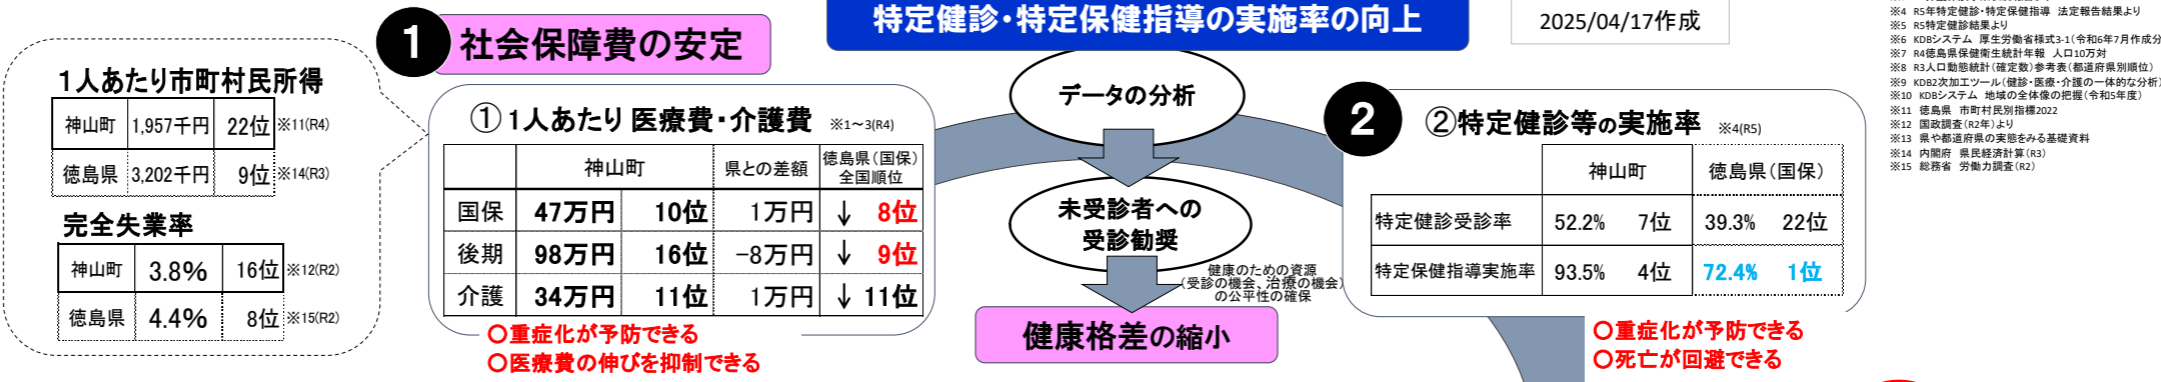 特定健診・特定保健指導の実施率の向上
2025/04/17作成
※4 R5年特定健診・特定保健指導 法定報告結果より
※5 R5特定健診結果より
※6 KDBシステム 厚生労働省様式3-1(令和6年7月作成分
※7 R4徳島県保健衛生統計年報 人口10万対
※8 R3人口動態統計(確定数)参考表(都道府県別順位)
※9 KDB2次加工ツール(健診・医療・介護の一体的な分析)
※10 KDBシステム 地域の全体像の把握(令和5年度)
※11 徳島県 市町村民別指標2022
※12 国政調査(R2年)より
※13 県や都道府県の実態をみる基礎資料
※14 内閣府 県民経済計算(R3)
※15 総務省 労働力調査(R2)
1人あたり市町村民所得
神山町 1,957千円 22位 ※11(R4)
徳島県 3,202千円 9位 ※14(R3)
完全失業率
神山町 3.8% 16位 ※12(R2)
徳島県 4.4% 8位 ※15(R2)
1 社会保障費の安定
①1人あたり 医療費・介護費 ※1~3(R4)
神山町 県との差額 徳島県(国保)
全国順位
国保 47万円 10位 1万円 ↓ 8位
後期 98万円 16位 -8万円 ↓ 9位
介護 34万円 11位 1万円 ↓ 11位
○重症化が予防できる
○医療費の伸びを抑制できる
データの分析
未受診者への
受診勧奨
健康のための資源
(受診の機会、治療の機会)
の公平性の確保
健康格差の縮小
2 ②特定健診等の実施率 ※4(R5)
神山町 徳島県(国保)
特定健診受診率 52.2% 7位 39.3% 22位
特定保健指導実施率 93.5% 4位 72.4% 1位
○重症化が予防できる
○死亡が回避できる